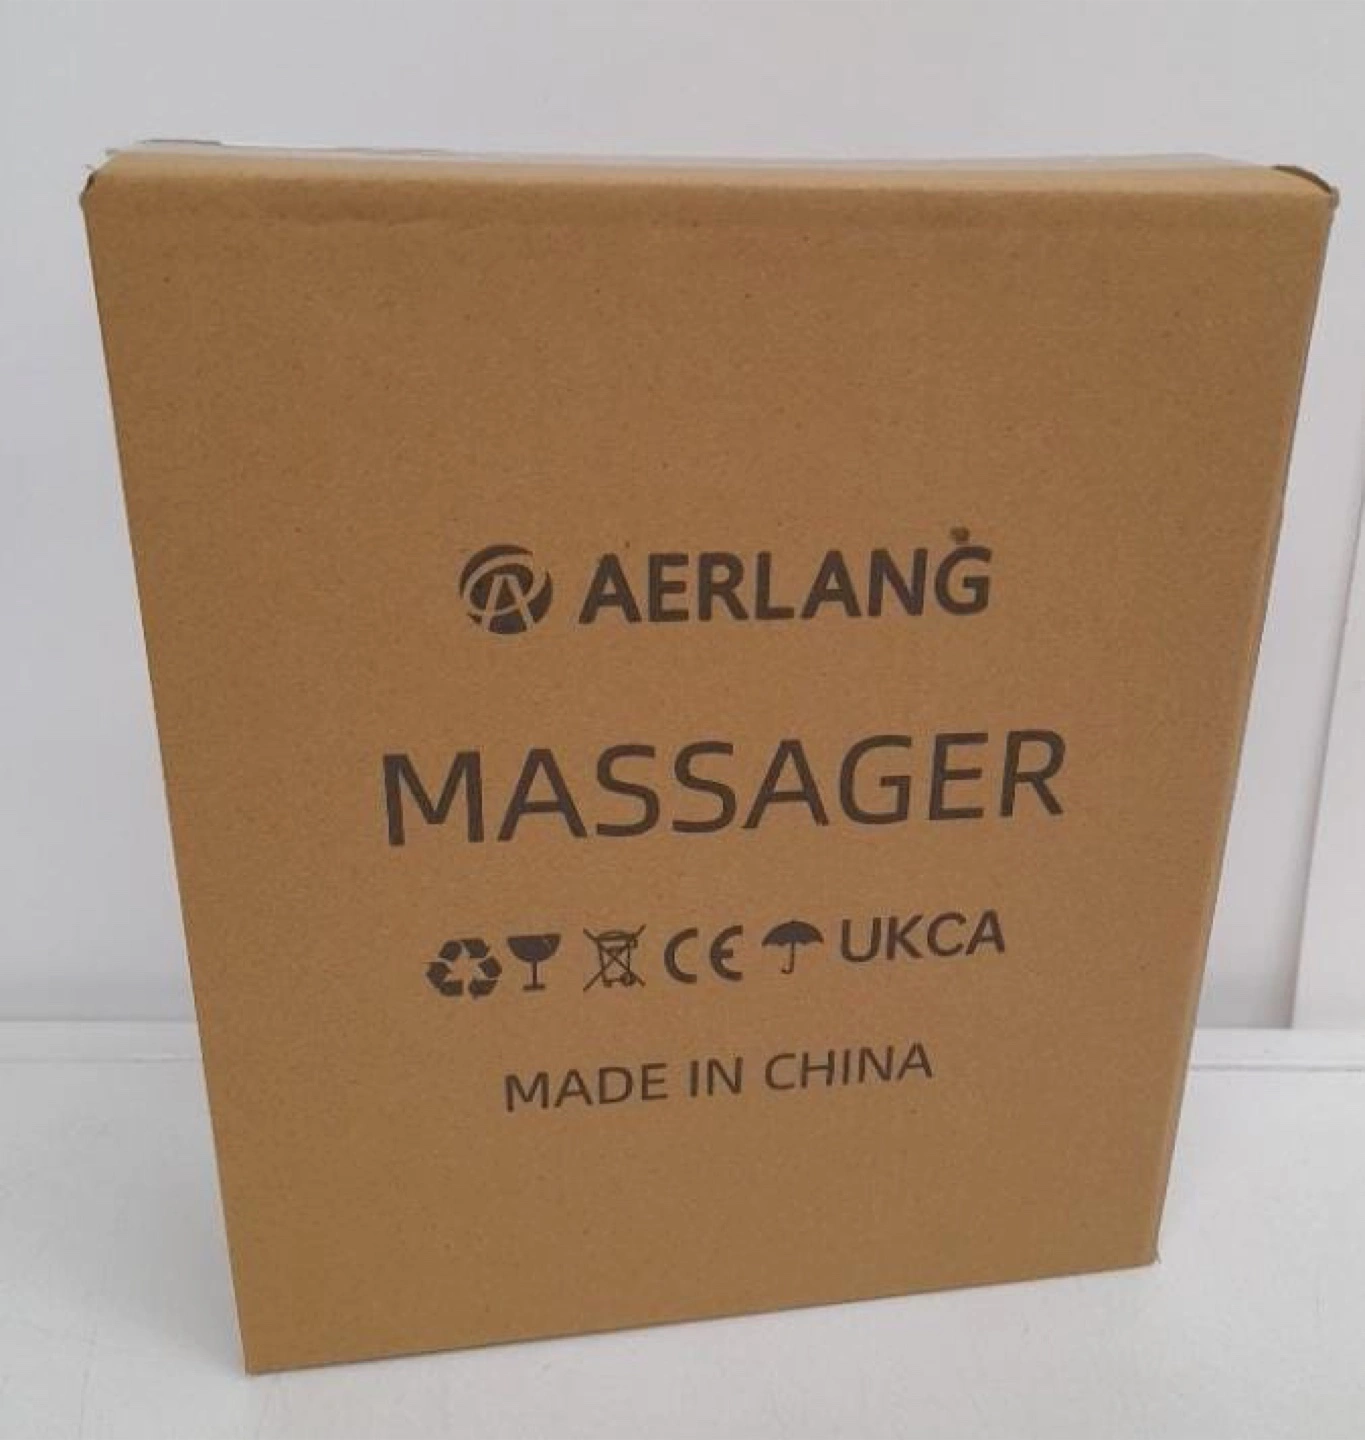 AERLANG
MASSAGER
CE UKCA
MADE IN CHINA